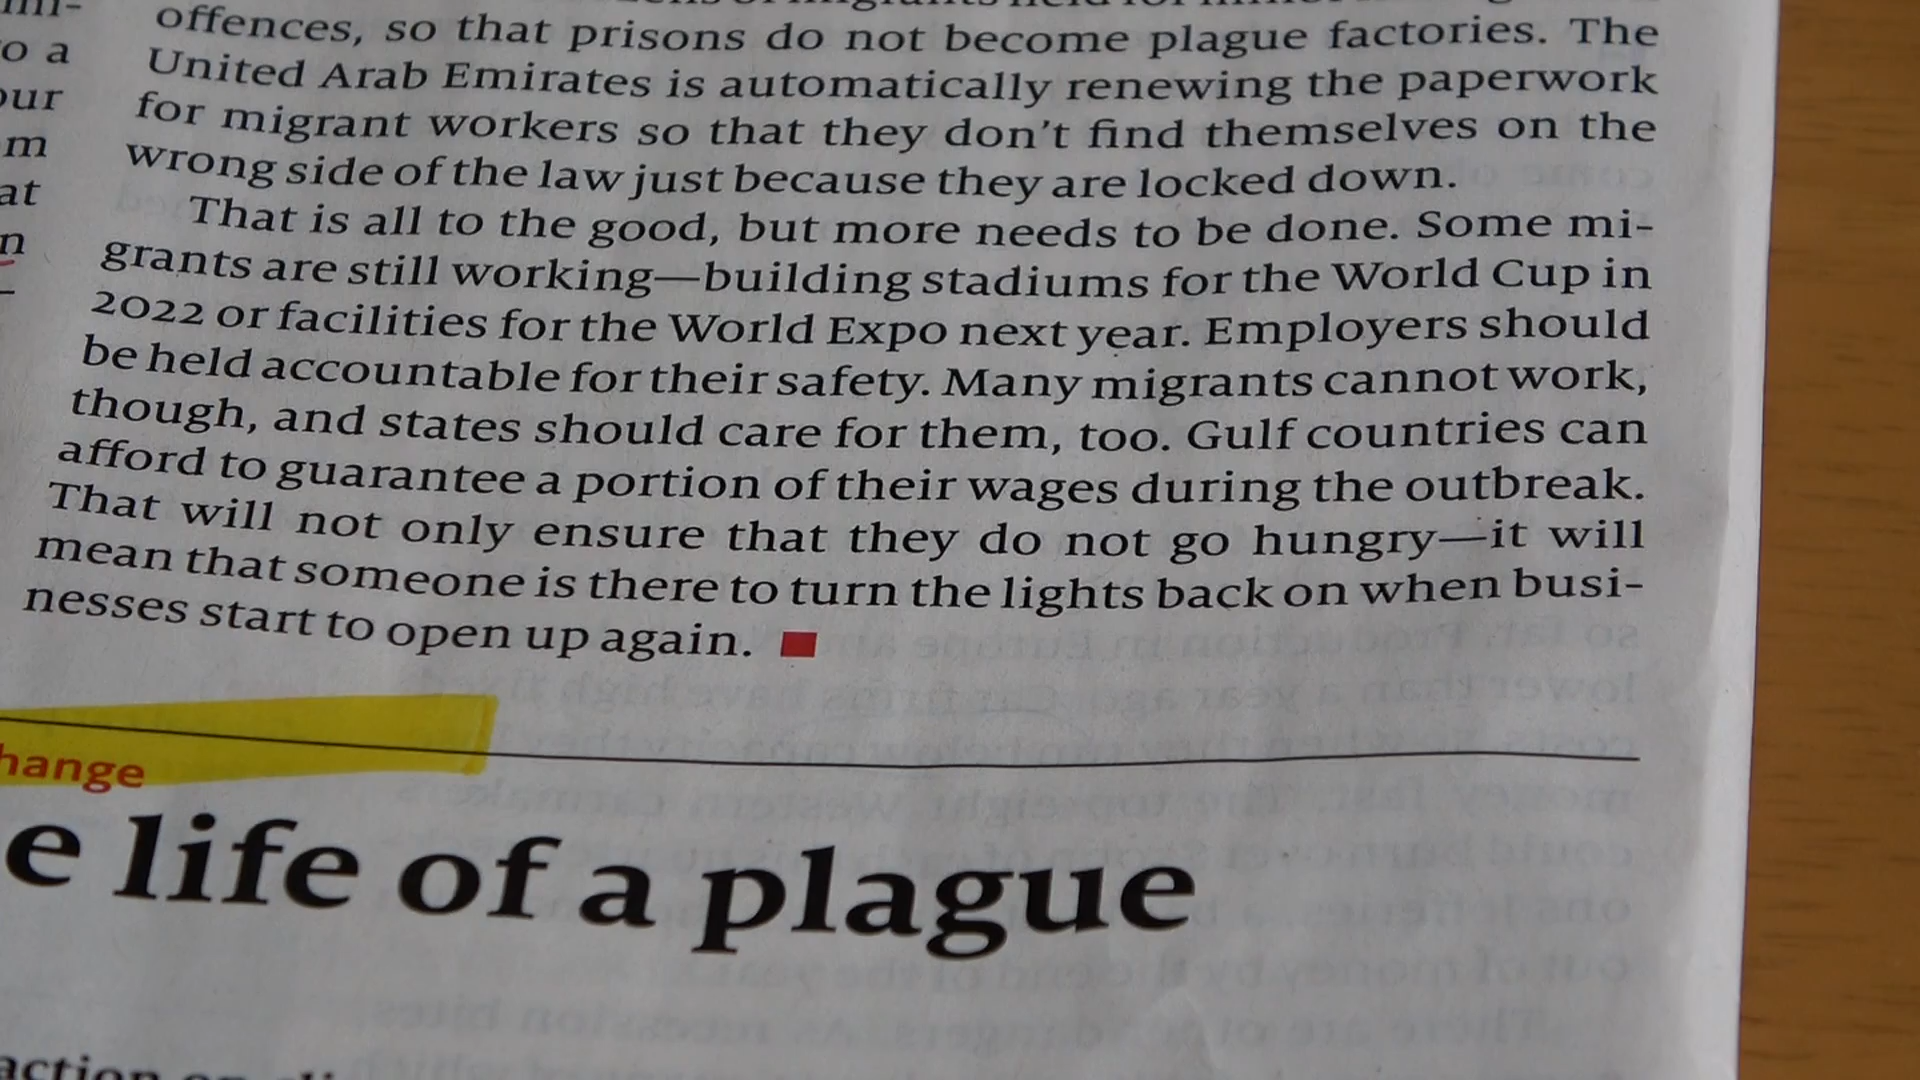 offences, so that prisons do not become plague factories. The
United Arab Emirates is automatically renewing the paperwork
for migrant workers so that they don't find themselves on the
wrong side of the law just because they are locked down.
That is all to the good, but more needs to be done. Some mi-
grants are still working—building stadiums for the World Cup in
2022 or facilities for the World Expo next year. Employers should
be held accountable for their safety. Many migrants cannot work,
though, and states should care for them, too. Gulf countries can
afford to guarantee a portion of their wages during the outbreak.
That will not only ensure that they do not go hungry—it will
mean that someone is there to turn the lights back on when busi-
nesses start to open up again.
hange
e life of a plague